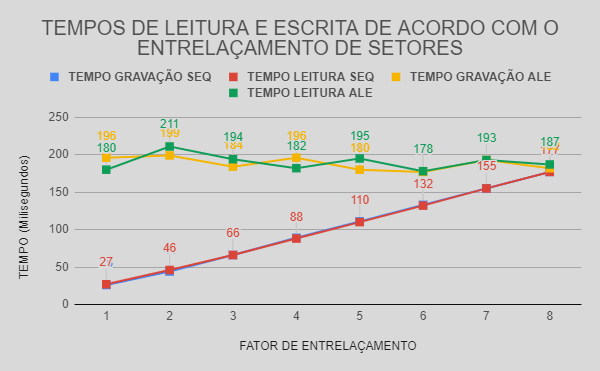 TEMPOS DE LEITURA E ESCRITA DE ACORDO COM O
ENTRELAÇAMENTO DE SETORES
TEMPO GRAVAÇÃO SEQ TEMPO LEITURA SEQ TEMPO GRAVAÇÃO ALE
TEMPO LEITURA ALE
250
200
150
100
50
0
TEMPO (Milisegundos)
196 199 184 196 180
180 211 194 182 195 178 193 187
27 46 66 88 110 132 155 177
1 2 3 4 5 6 7 8
FATOR DE ENTRELAÇAMENTO